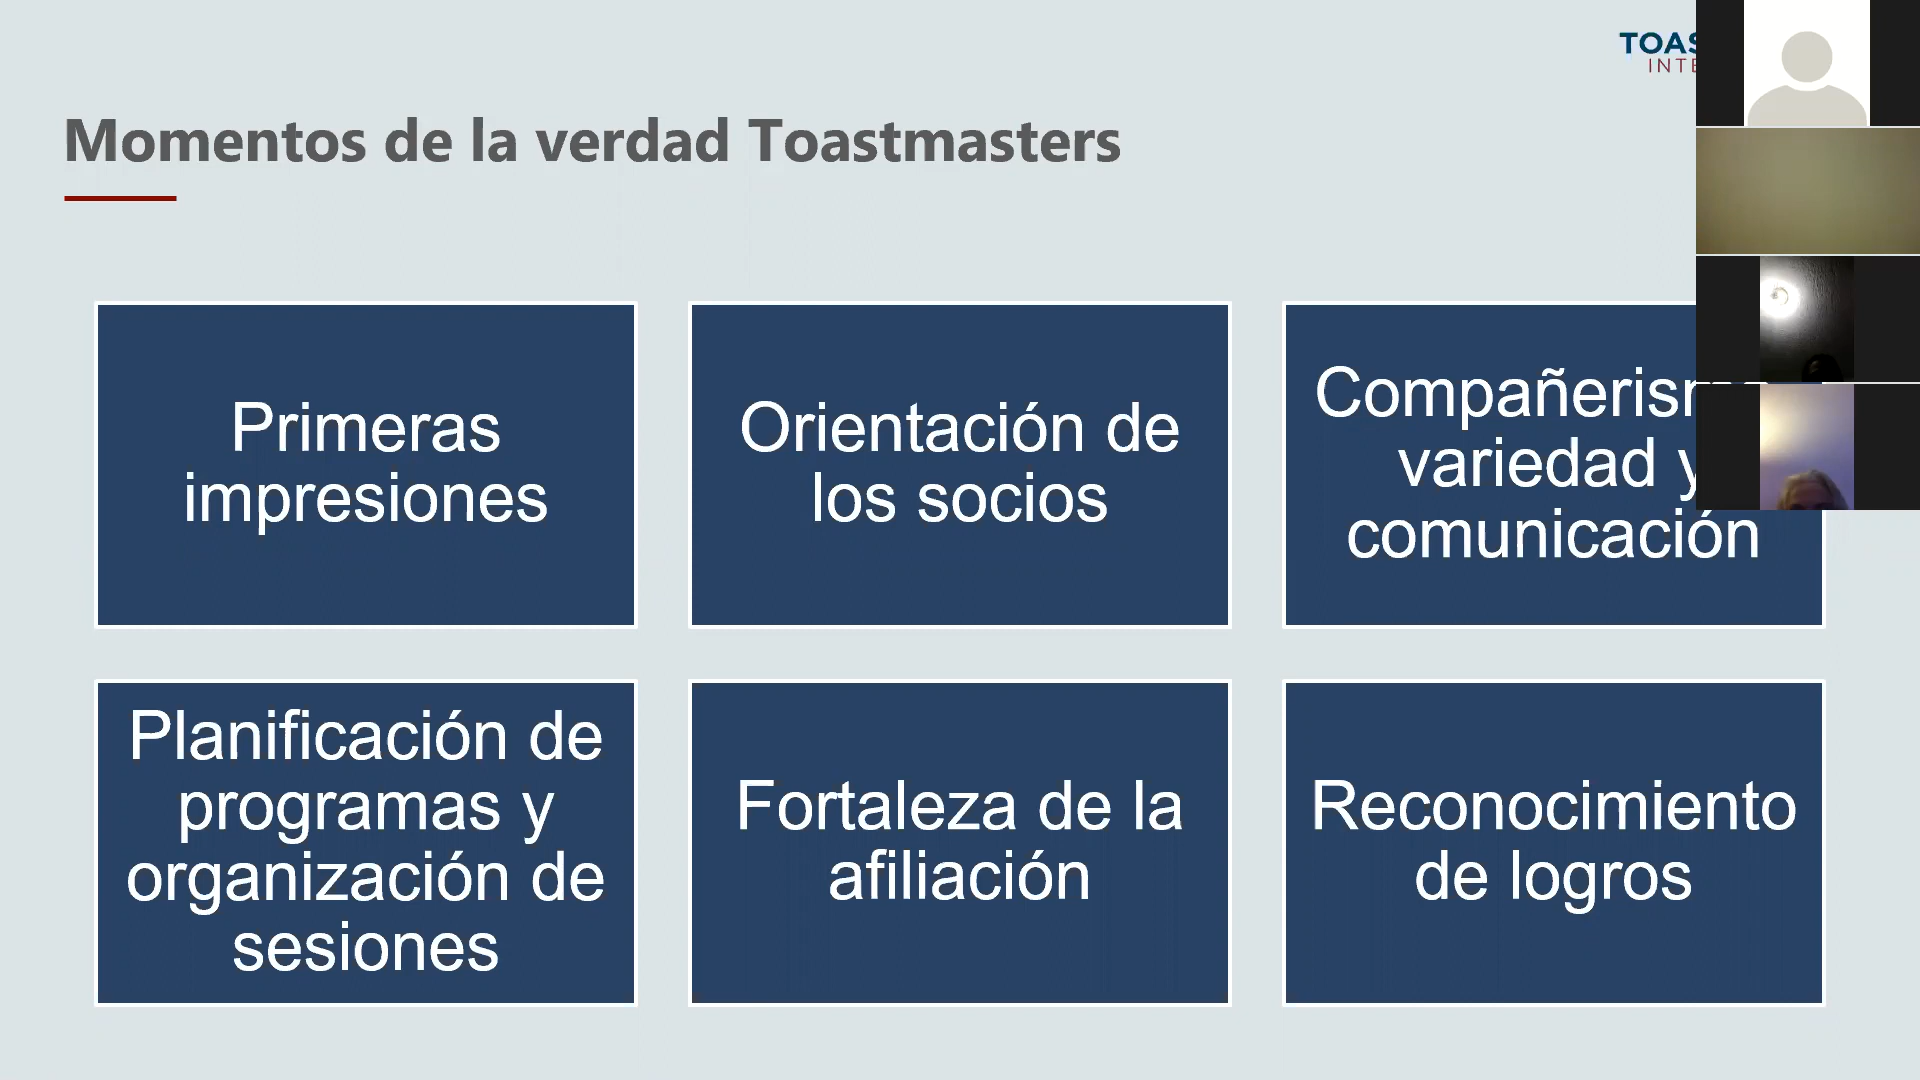 Momentos de la verdad Toastmasters
Primeras
impresiones
Orientación de
los socios
variedad y
comunicación
Planificación de
programas y
organización de
sesiones
Fortaleza de la
afiliación
Reconocimiento
de logros